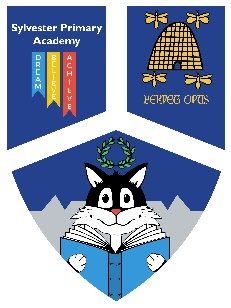 Sylvester Primary
Academy
DREAM
BELIEVE
ACHIEVE
FERVET OPUS